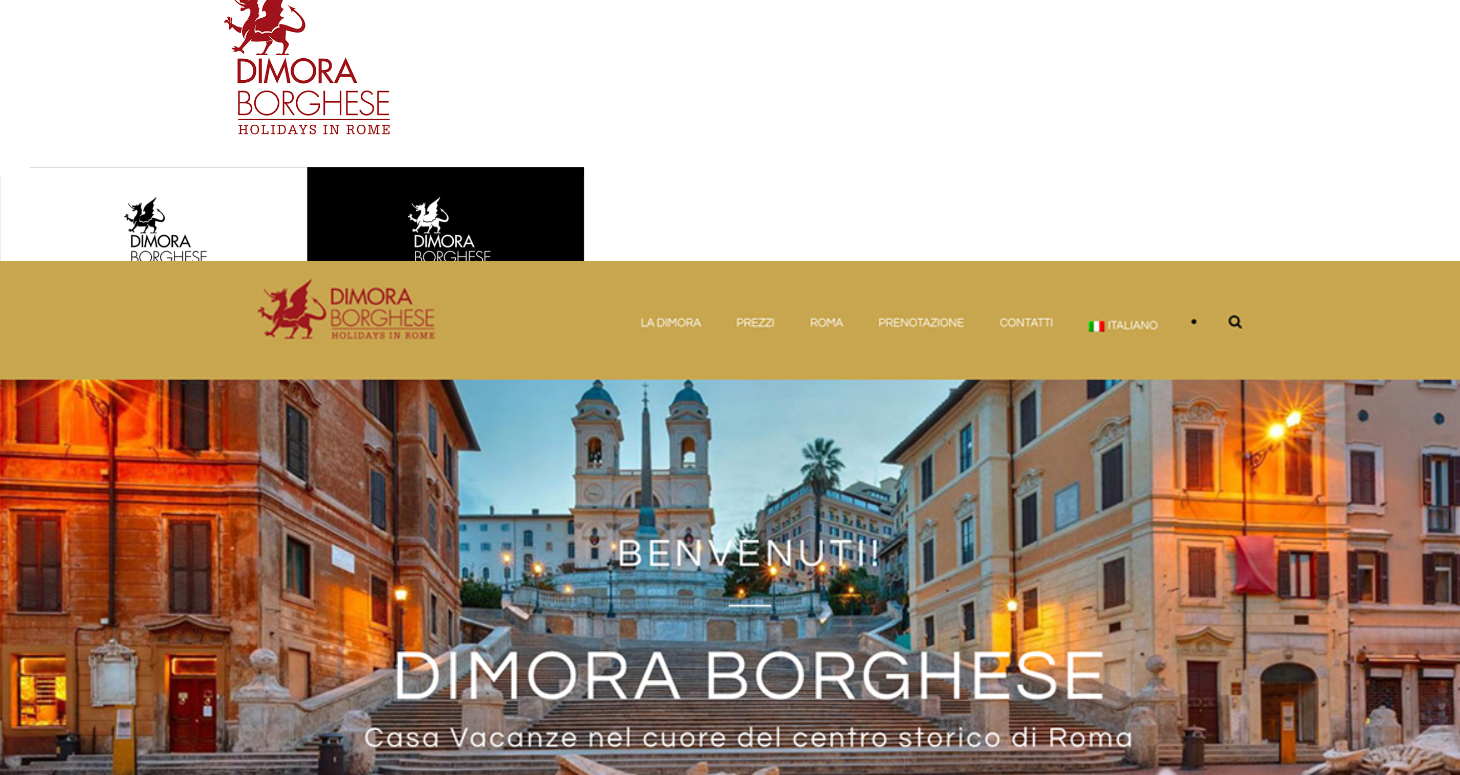 DIMORA
BORGHESE
HOLIDAYS IN ROME
DIMORA
BORGHESE
DIMORA
BORGHESE
DIMORA
BORGHESE
HOLIDAYS IN ROME
LA DIMORA PREZZI ROMA PRENOTAZIONE CONTATTI ITALIANO
BENVENUTI!
DIMORA BORGHESE
Casa Vacanze nel cuore del centro storico di Roma